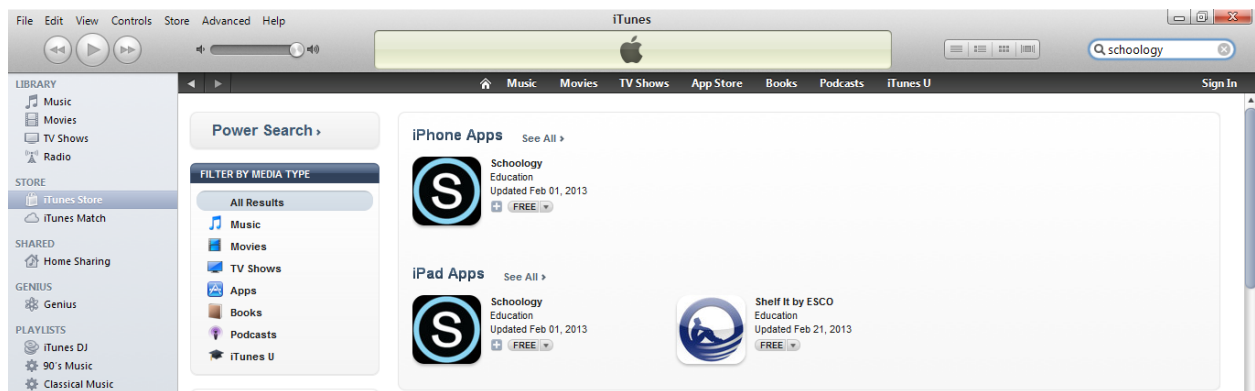 File Edit View Controls Store Advanced Help
iTunes
schoology
LIBRARY
Music
Movies
TV Shows
Radio
STORE
iTunes Store
iTunes Match
SHARED
Home Sharing
GENIUS
Genius
PLAYLISTS
iTunes DJ
90's Music
Classical Music
Music Movies TV Shows App Store Books Podcasts iTunes U Sign In
Power Search ›
FILTER BY MEDIA TYPE
All Results
Music
Movies
TV Shows
Apps
Books
Podcasts
iTunes U
iPhone Apps See All ›
S
Schoology
Education
Updated Feb 01, 2013
FREE
iPad Apps See All ›
S
Schoology
Education
Updated Feb 01, 2013
FREE
Shelf It by ESCO
Education
Updated Feb 21, 2013
FREE